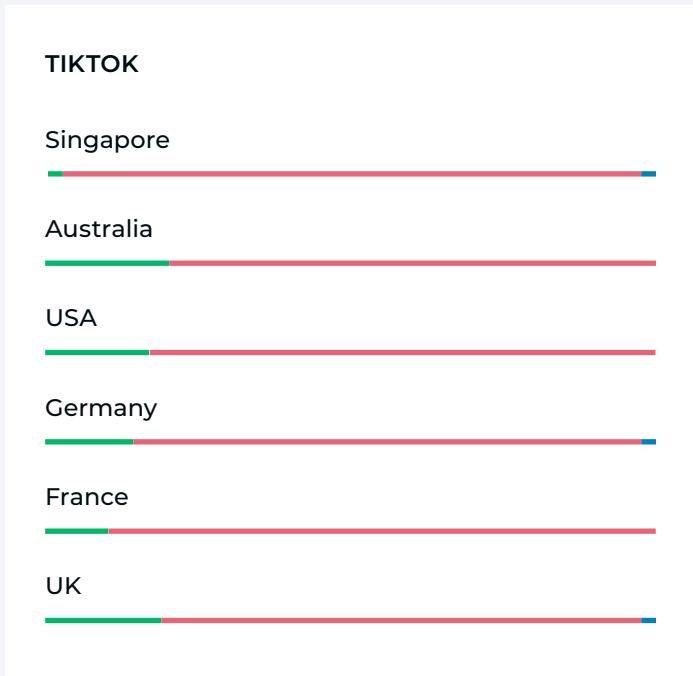 TIKTOK
Singapore
Australia
USA
Germany
France
UK